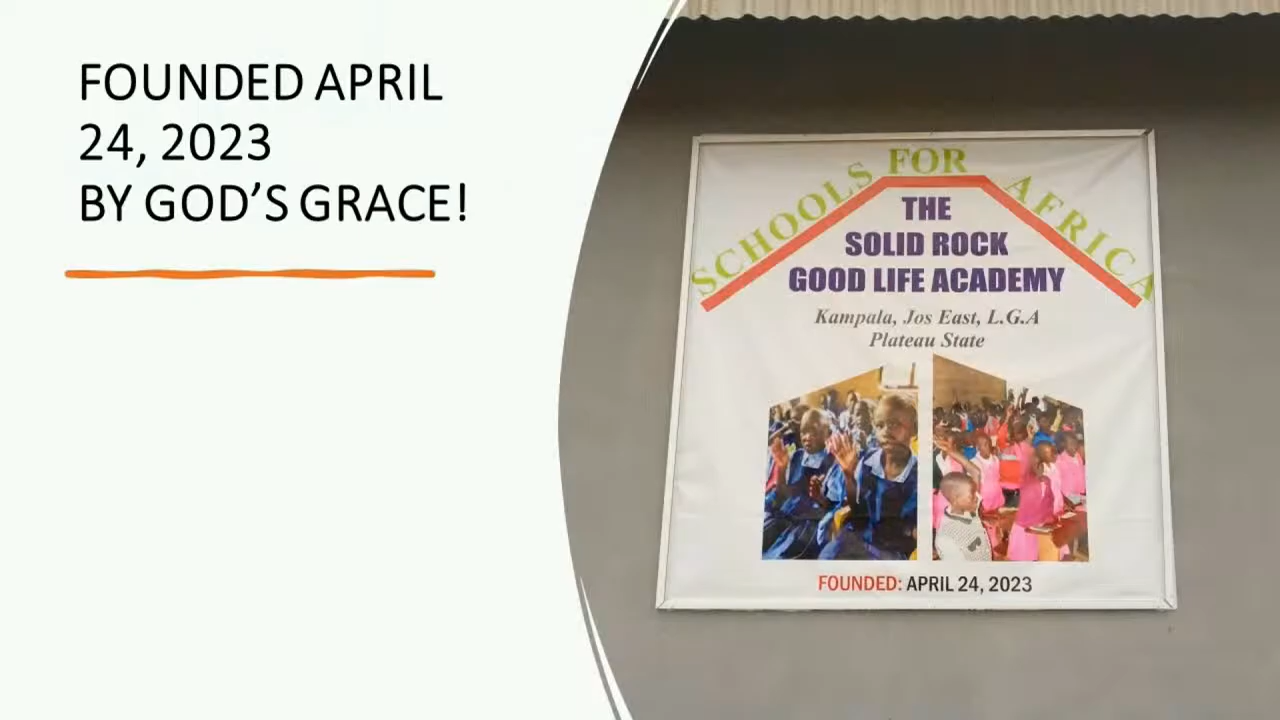 FOUNDED APRIL
24, 2023
BY GOD’S GRACE!
SCHOOLS FOR AFRICA
THE
SOLID ROCK
GOOD LIFE ACADEMY
Kampala, Jos East, L.G.A
Plateau State
FOUNDED: APRIL 24, 2023